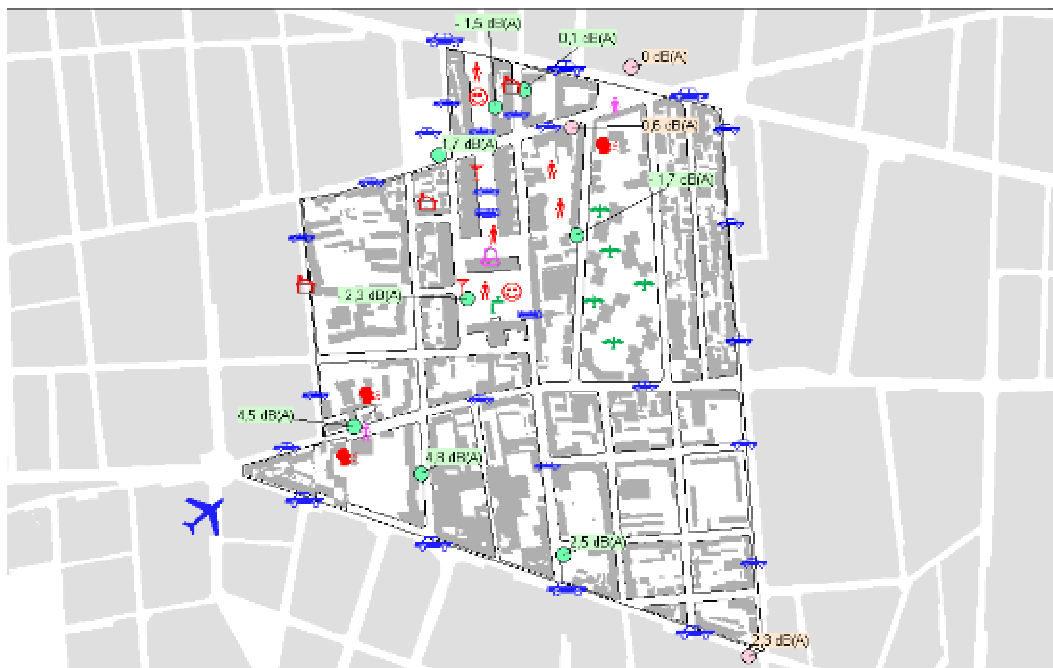 - 1,5 dB(A)
0,1 dB(A)
0 dB(A)
0,6 dB(A)
1,7 dB(A)
- 1,7 dB(A)
- 2,3 dB(A)
4,5 dB(A)
4,8 dB(A)
2,5 dB(A)
2,3 dB(A)